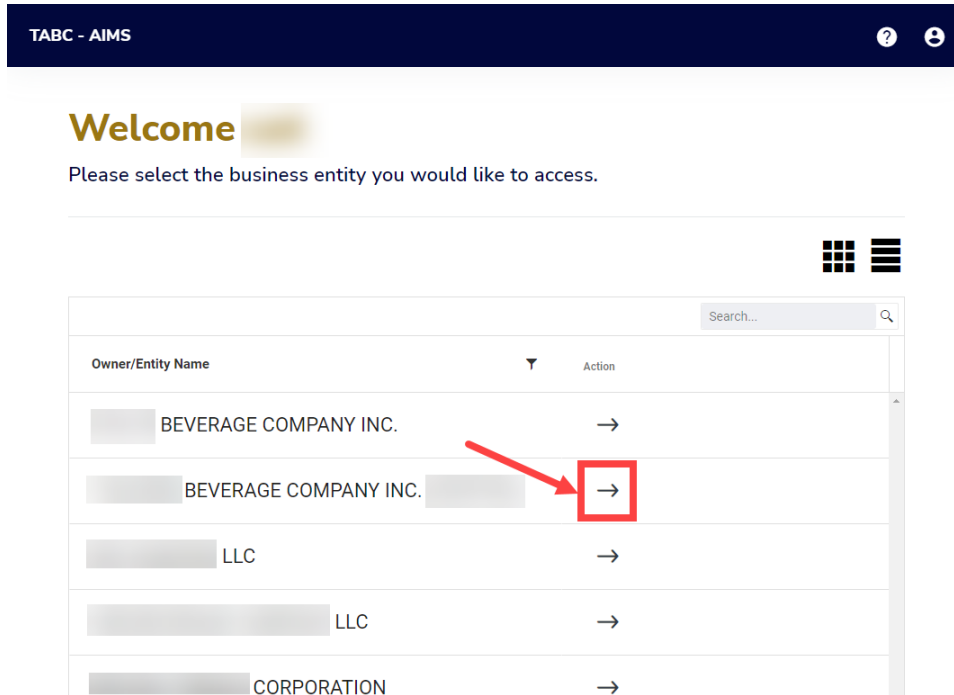 TABC - AIMS
Welcome
Please select the business entity you would like to access.
Search...
Owner/Entity Name Action
BEVERAGE COMPANY INC.
BEVERAGE COMPANY INC.
LLC
LLC
CORPORATION